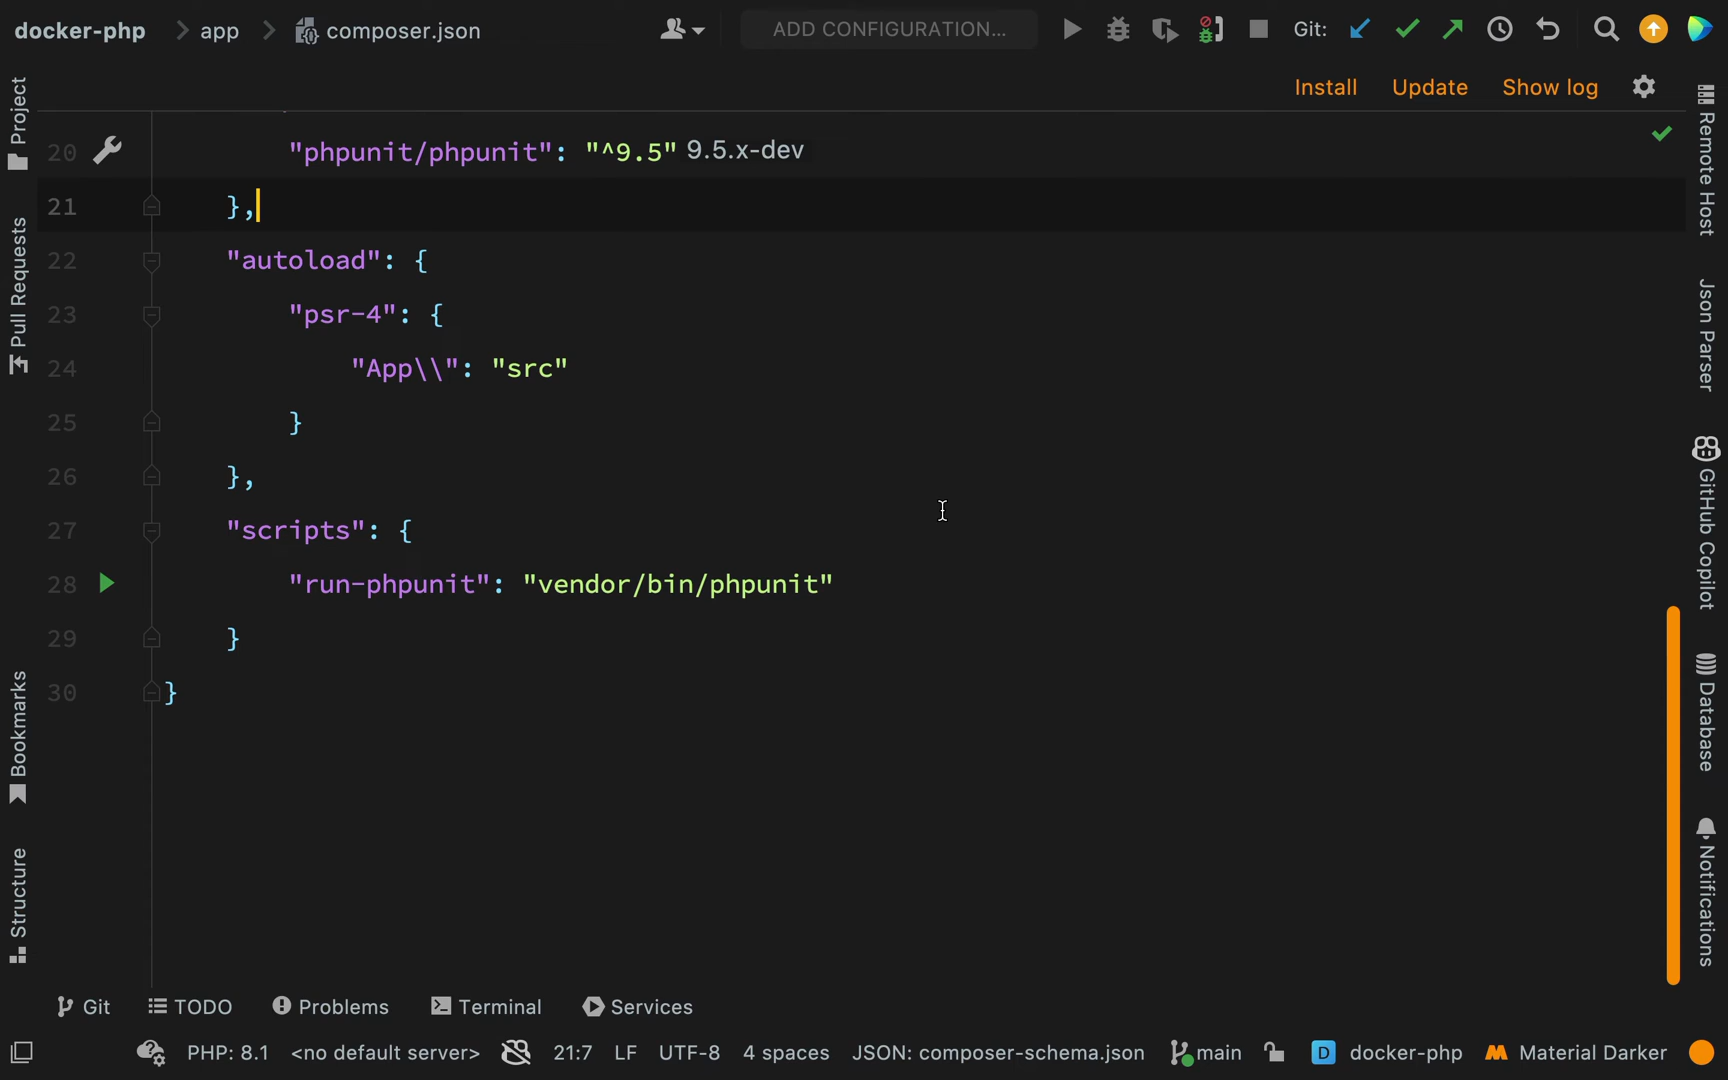 docker-php app composer.json ADD CONFIGURATION... Git:
Install Update Show log
20 "phpunit/phpunit": "^9.5" 9.5.x-dev
21 },
22 "autoload": {
23 "psr-4": {
24 "App\\": "src"
25 }
26 },
27 "scripts": {
28 "run-phpunit": "vendor/bin/phpunit"
29 }
30 }
Project
Pull Requests
Bookmarks
Structure
Remote Host
Json Parser
GitHub Copilot
Database
Notifications
Git TODO Problems Terminal Services
PHP: 8.1 <no default server> 21:7 LF UTF-8 4 spaces JSON: composer-schema.json main D docker-php Material Darker